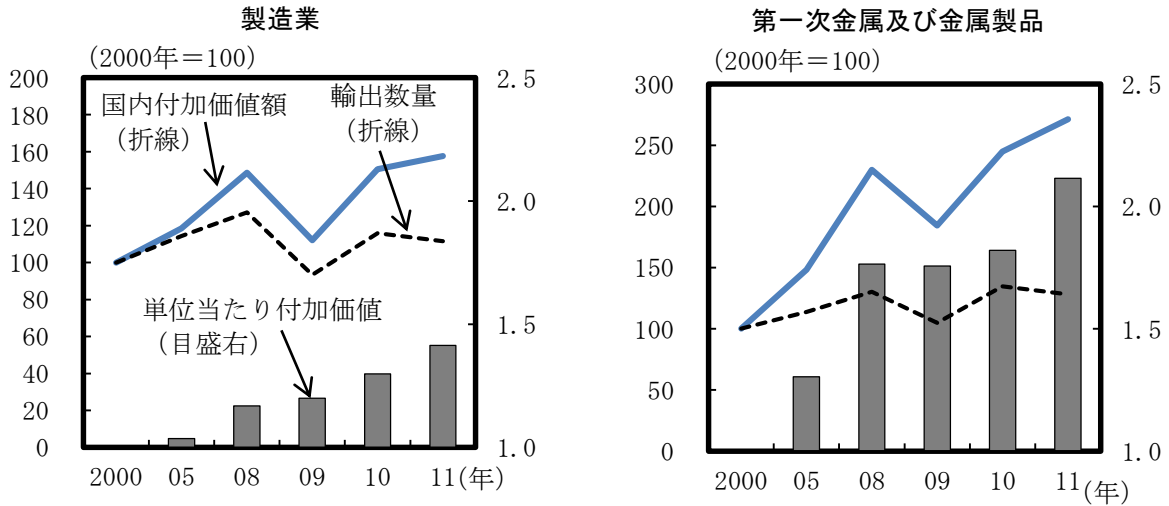 製造業
(2000年＝100)
200
180
160
140
120
100
80
60
40
20
0
2.5
2.0
1.5
1.0
国内付加価値額
（折線）
輸出数量
（折線）
単位当たり付加価値
（目盛右）
2000 05 08 09 10 11(年)
第一次金属及び金属製品
(2000年＝100)
300
250
200
150
100
50
0
2.5
2.0
1.5
1.0
2000 05 08 09 10 11(年)